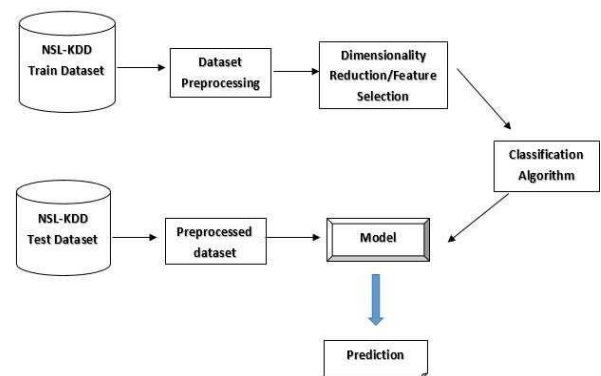 NSL-KDD
Train Dataset
Dataset
Preprocessing
Dimensionality
Reduction/Feature
Selection
Classification
Algorithm
NSL-KDD
Test Dataset
Preprocessed
dataset
Model
Prediction